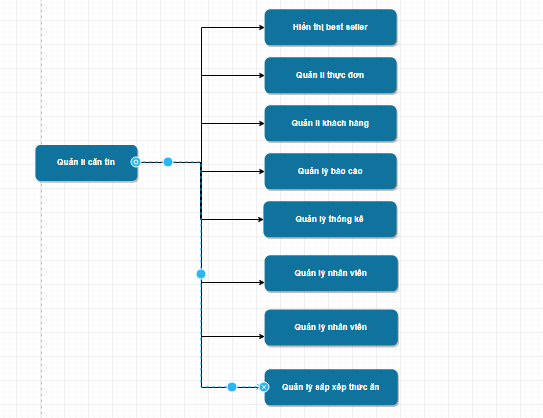 Hiển thị best seller
Quản lí thực đơn
Quản lí khách hàng
Quản lí căn tin
Quản lý báo cáo
Quản lý thống kê
Quản lý nhân viên
Quản lý nhân viên
Quản lý sắp xếp thức ăn